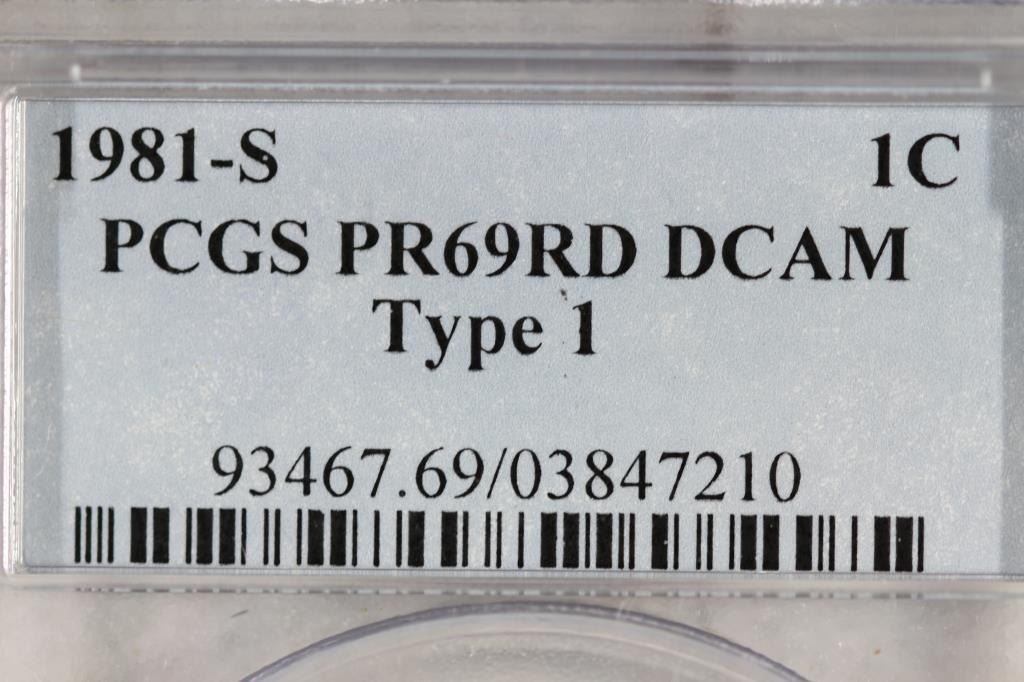 1981-S 1C
PCGS PR69RD DCAM
Type 1
93467.69/03847210